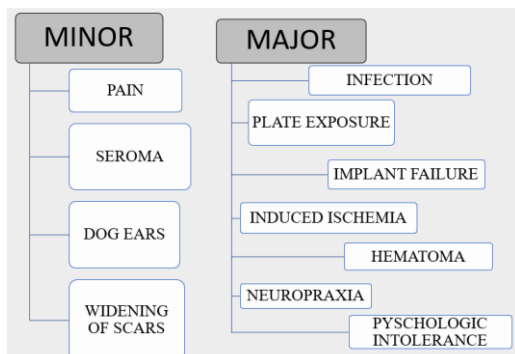 MINOR
PAIN
SEROMA
DOG EARS
WIDENING
OF SCARS
MAJOR
INFECTION
PLATE EXPOSURE
IMPLANT FAILURE
INDUCED ISCHEMIA
HEMATOMA
NEUROPRAXIA
PYSCHOLOGIC
INTOLERANCE